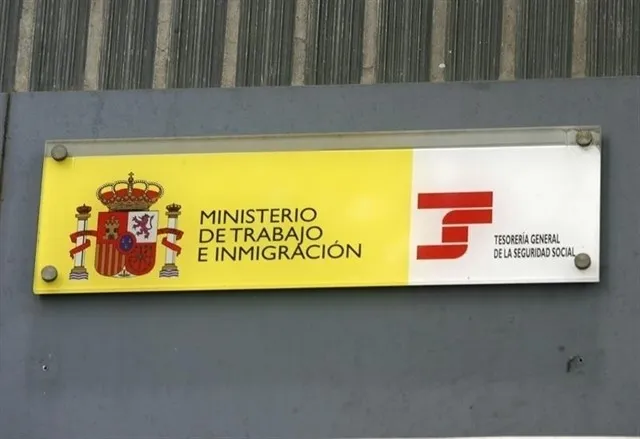 MINISTERIO
DE TRABAJO
E INMIGRACIÓN
TESORERÍA GENERAL
DE LA SEGURIDAD SOCIAL